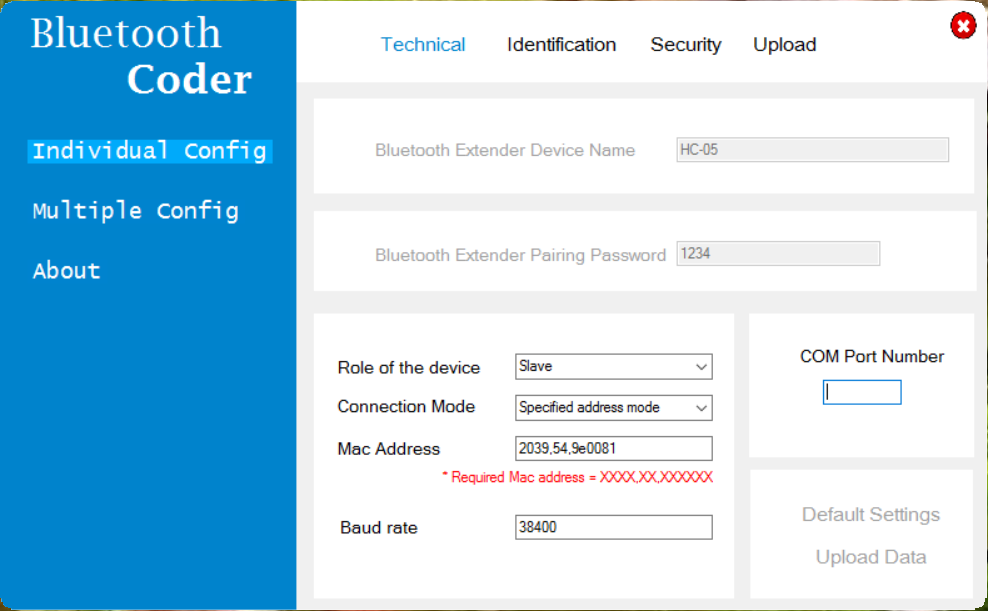 Bluetooth
Coder
Individual Config
Multiple Config
About
Technical Identification Security Upload
Bluetooth Extender Device Name HC-05
Bluetooth Extender Pairing Password 1234
Role of the device Slave
Connection Mode Specified address mode
Mac Address 2039,54,9e0081
* Required Mac address = XXXX,XX,XXXXXX
Baud rate 38400
COM Port Number
Default Settings
Upload Data